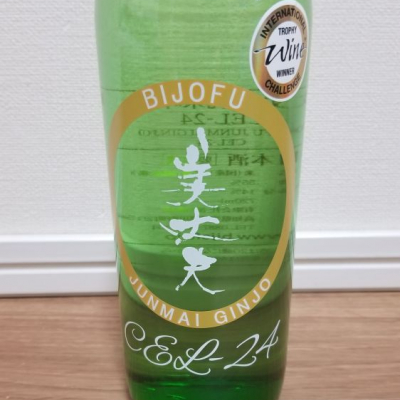 INTERNATIONAL
TROPHY
Wine
WINNER
CHALLENGE
BIJOFU
美丈夫
JUNMAI GINJO
CEL-24